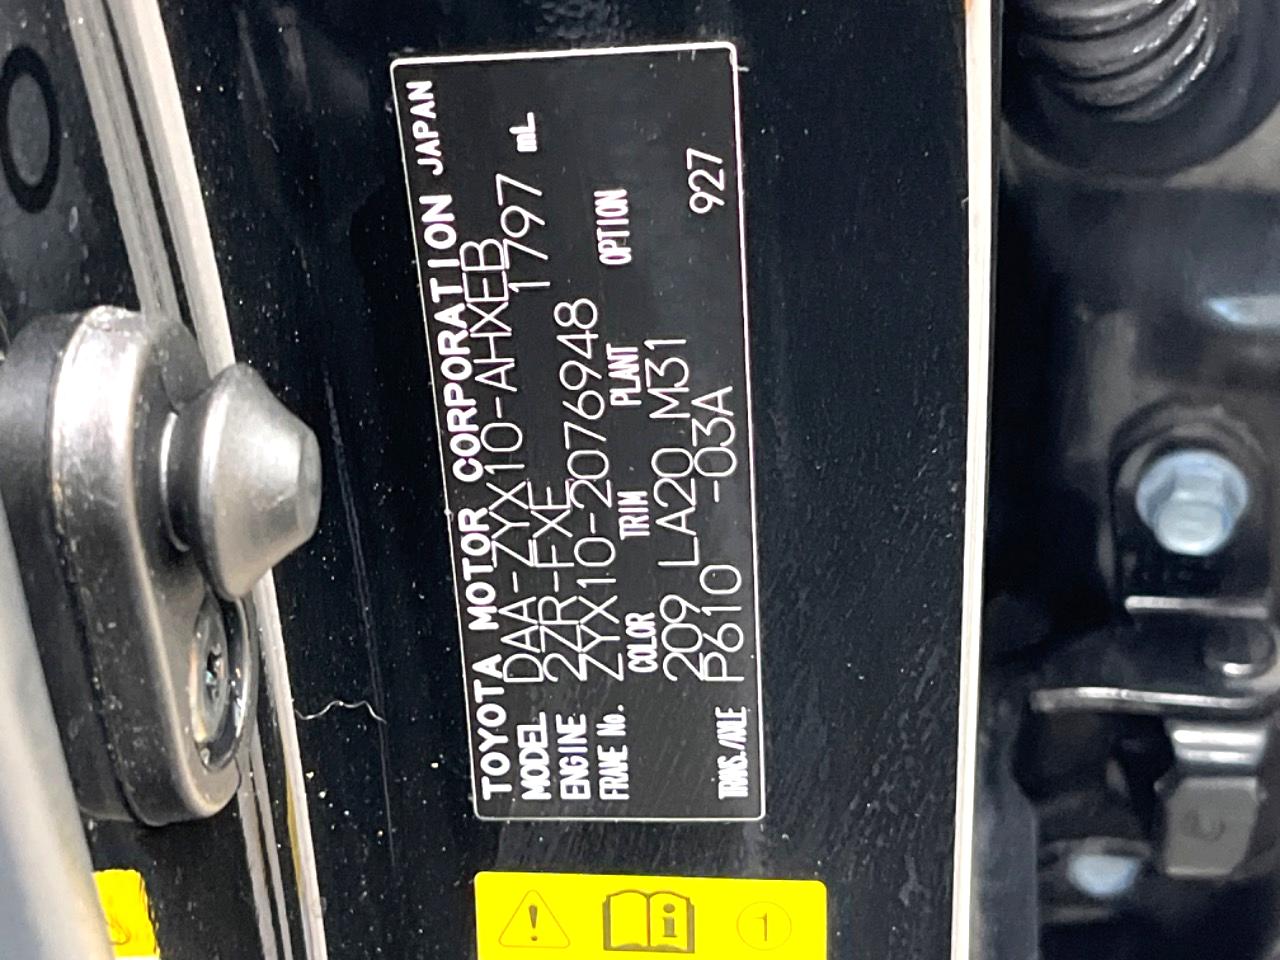 TOYOTA MOTOR CORPORATION JAPAN
MODEL DAA-ZYX10-AHXEB
ENGINE 2ZR-FXE 1797 mL
FRAME No. ZYX10-2076948
COLOR TRIM PLANT OPTION
209 LA20 M31
TRANS./AXLE P610 -03A 927
! i 1